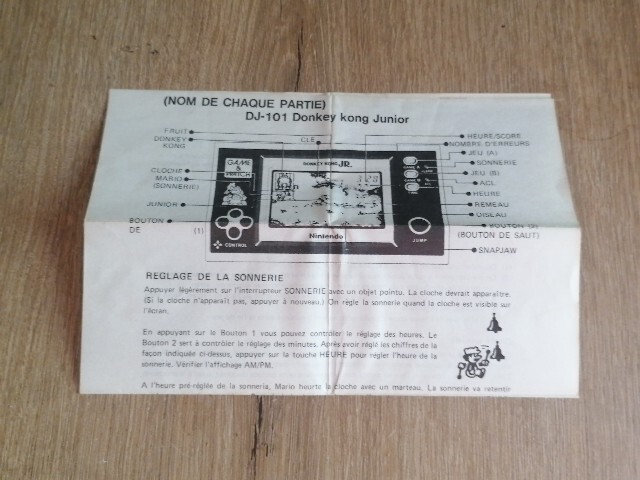 (NOM DE CHAQUE PARTIE)
DJ-101 Donkey kong Junior
FRUIT
DONKEY
KONG
CLÉ
CLOCHE
MARIO
(SONNERIE)
JUNIOR
BOUTON
DE (1)
HEURE/SCORE
NOMBRE D'ERREURS
JEU (A)
SONNERIE
JEU (B)
ACL
HEURE
REMEAU
OISEAU
BOUTON
(BOUTON DE SAUT)
SNAPJAW
GAME &
WATCH
DONKEY KONG JR.
Nintendo
CONTROL
JUMP
REGLAGE DE LA SONNERIE
Appuyer légèrement sur l'interrupteur SONNERIE avec un objet pointu. La cloche devrait apparaître.
(Si la cloche n'apparaît pas, appuyer à nouveau.) On règle la sonnerie quand la cloche est visible sur
l'écran.
En appuyant sur le Bouton 1 vous pouvez contrôler le réglage des heures. Le
Bouton 2 sert à contrôler le réglage des minutes. Après avoir réglé les chiffres de la
façon indiquée ci-dessus, appuyer sur la touche HEURE pour régler l'heure de la
sonnerie. Vérifier l'affichage AM/PM.
A l'heure pré-réglée de la sonneria, Mario heurte la cloche avec un marteau. La sonnerie va retentir